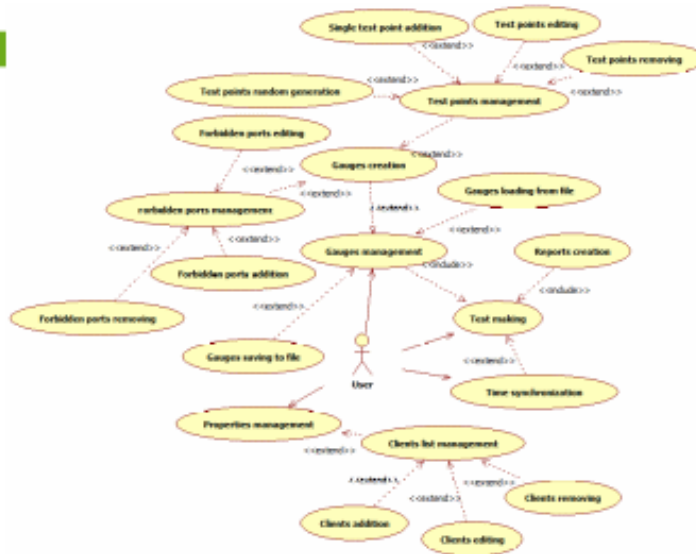 Single test point addition
Test points editing
<<extend>>
<<extend>>
Test points removing
<<extend>>
<<extend>>
Test points random generation
Test points management
Forbidden ports editing
<<extend>>
Gauges creation
<<extend>>
<<extend>>
Gauges loading from file
Forbidden ports management
<<extend>>
<<extend>>
<<extend>>
<<extend>>
Gauges management
Reports creation
Forbidden ports addition
<<include>>
<<include>>
<<extend>>
Forbidden ports removing
Test making
Gauges saving to file
<<extend>>
User
Time synchronization
Properties management
Clients list management
<<extend>>
<<extend>>
<<extend>>
<<extend>>
Clients removing
Clients addition
Clients editing